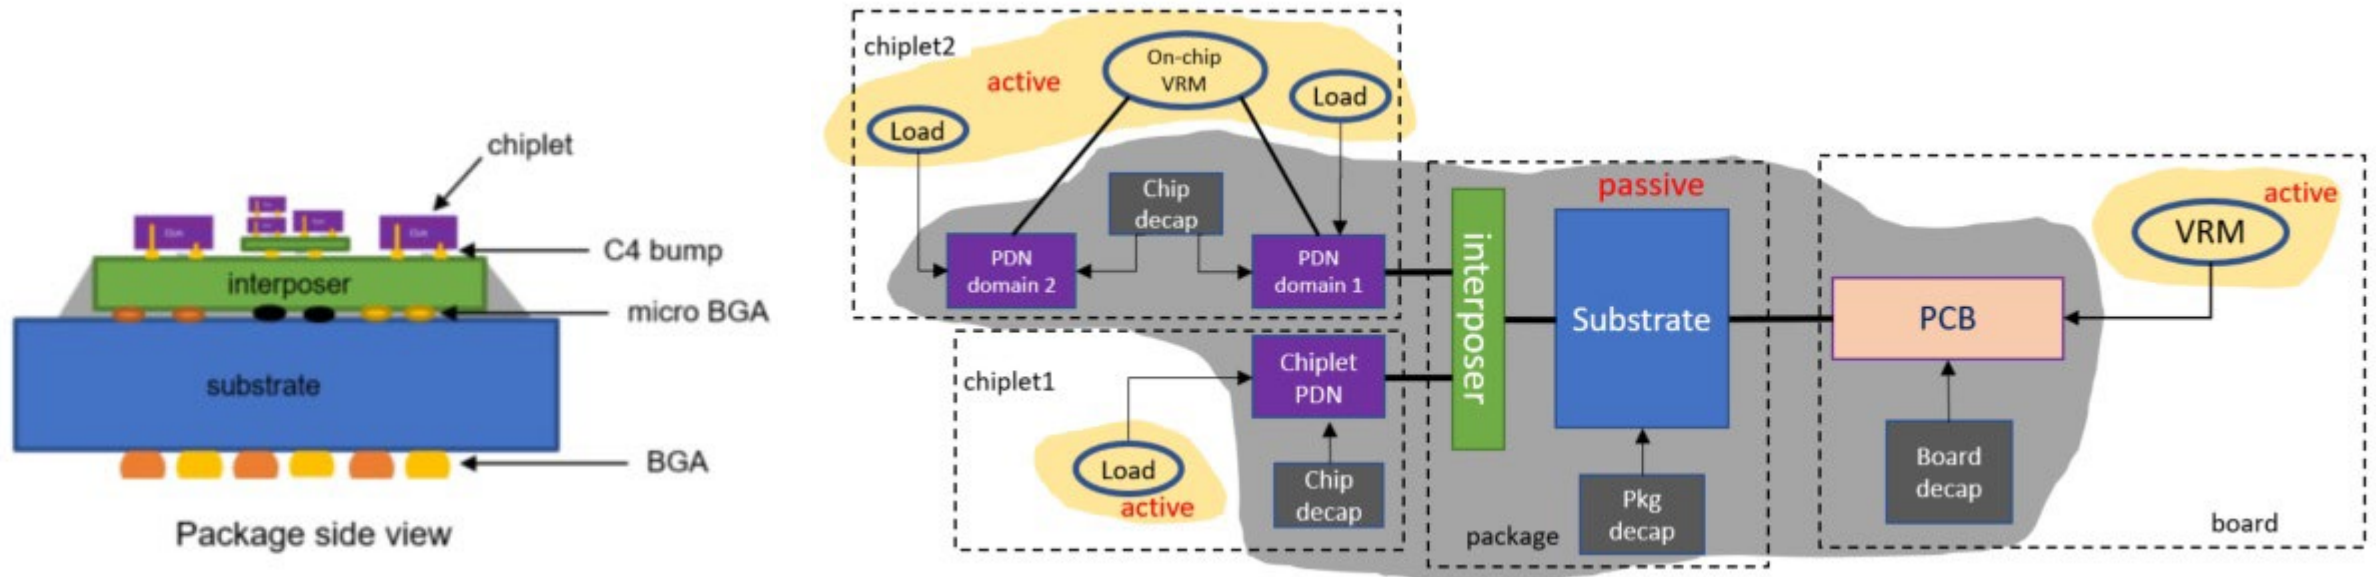 chiplet
C4 bump
interposer
micro BGA
substrate
BGA
Package side view
chiplet2
active
On-chip
VRM
Load
Load
Chip
decap
PDN
domain 2
PDN
domain 1
chiplet1
Chiplet
PDN
Load
active
Chip
decap
interposer
passive
Substrate
package
Pkg
decap
active
VRM
PCB
Board
decap
board